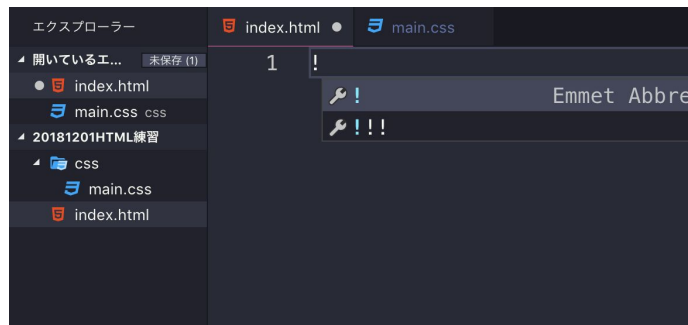 エクスプローラー
開いているエ... 未保存 (1)
index.html
main.css css
20181201HTML練習
css
main.css
index.html
index.html main.css
1 !
! Emmet Abbre
!!!